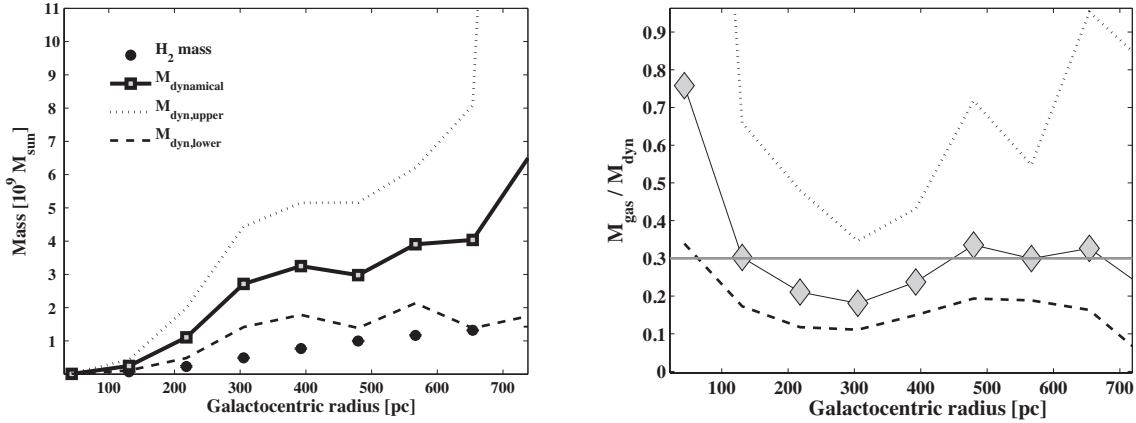 11
10
9
8
7
6
5
4
3
2
1
Mass [10^9 M_sun]
H_2 mass
M_dynamical
M_dyn,upper
M_dyn,lower
100 200 300 400 500 600 700
Galactocentric radius [pc]
0.9
0.8
0.7
0.6
0.5
0.4
0.3
0.2
0.1
0
M_gas / M_dyn
100 200 300 400 500 600 700
Galactocentric radius [pc]